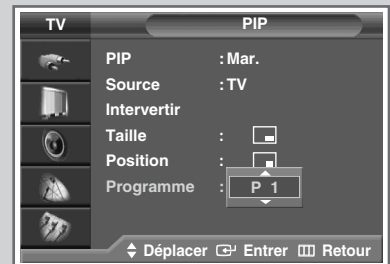 TV PIP
PIP : Mar.
Source : TV
Intervertir
Taille :
Position :
Programme : P 1
Déplacer Entrer Retour